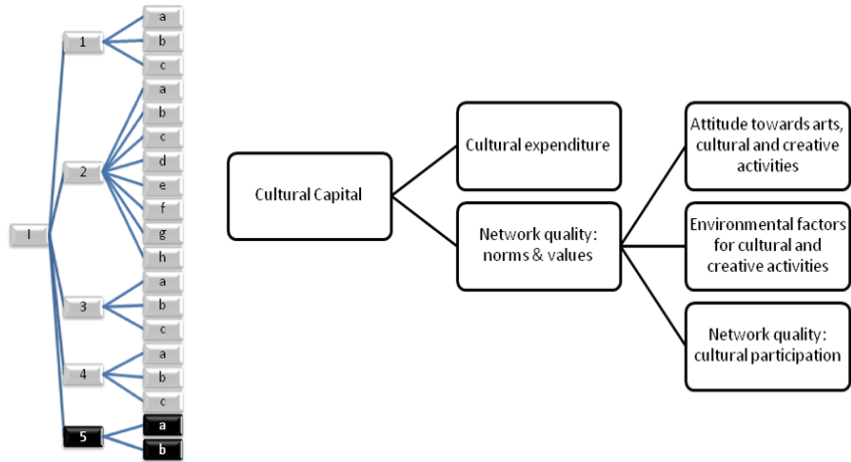 I
1
a
b
c
2
a
b
c
d
e
f
g
h
3
a
b
c
4
a
b
c
5
a
b
Cultural Capital
Cultural expenditure
Network quality:
norms & values
Attitude towards arts,
cultural and creative
activities
Environmental factors
for cultural and
creative activities
Network quality:
cultural participation